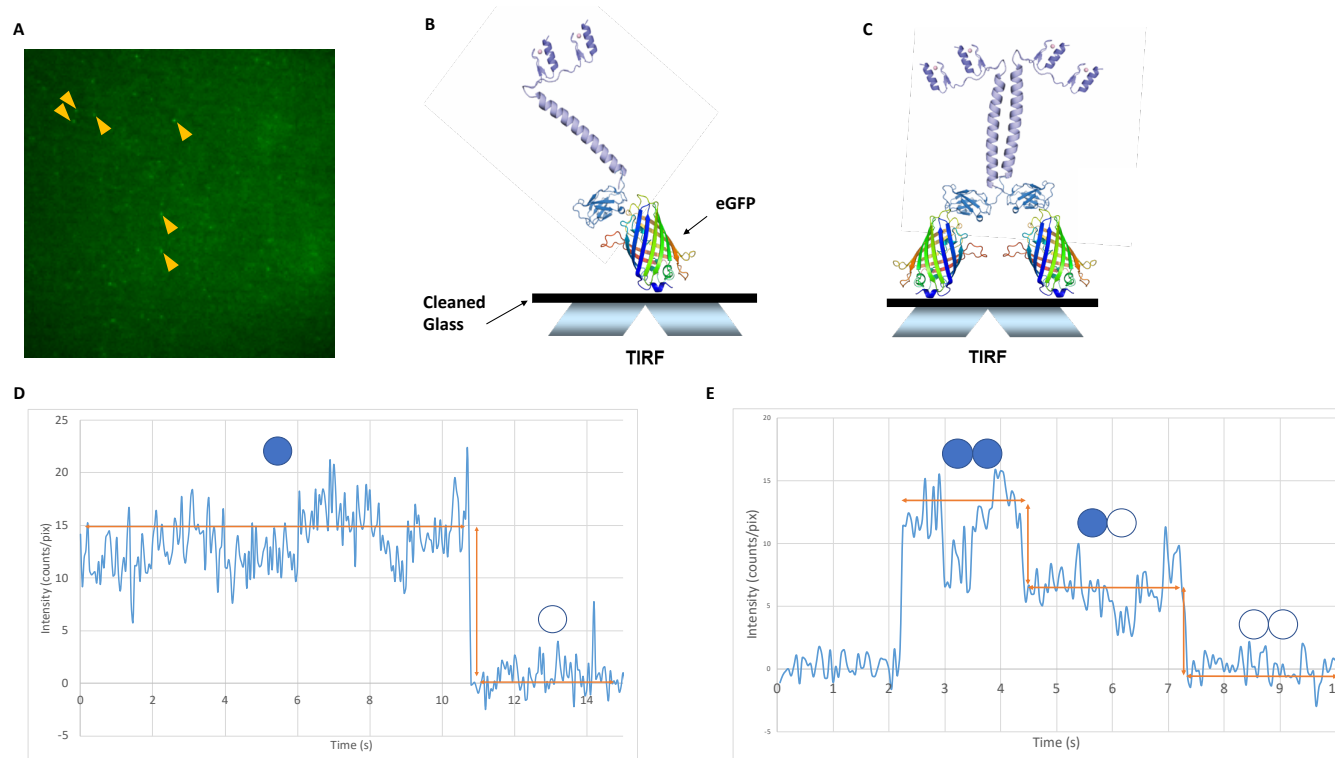 A
B
C
eGFP
Cleaned
Glass
TIRF
TIRF
D
25
20
15
10
5
0
-5
Intensity (counts/pix)
0 2 4 6 8 10 12 14
Time (s)
E
20
15
10
5
0
-5
Intensity (counts/pix)
0 1 2 3 4 5 6 7 8 9 1
Time (s)